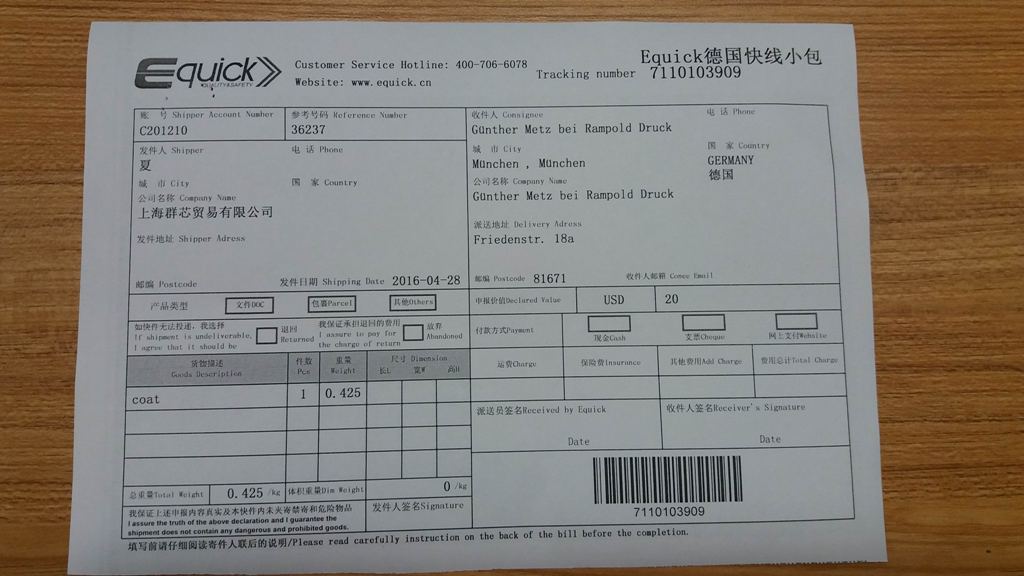 Equick
QUALITY&SAFETY
Customer Service Hotline: 400-706-6078
Website: www.equick.cn
Equick德国快线小包
Tracking number 7110103909
账 号 Shipper Account Number
C201210
参考号码 Reference Number
36237
发件人 Shipper
夏
电 话 Phone
城 市 City
国 家 Country
公司名称 Company Name
上海群芯贸易有限公司
发件地址 Shipper Adress
邮编 Postcode
发件日期 Shipping Date 2016-04-28
收件人 Consignee
Günther Metz bei Rampold Druck
电 话 Phone
城 市 City
München , München
国 家 Country
GERMANY
德国
公司名称 Company Name
Günther Metz bei Rampold Druck
派送地址 Delivery Adress
Friedenstr. 18a
邮编 Postcode 81671
收件人邮箱 Conee Email
产品类型 文件DOC 包裹Parcel 其他Others
申报价值Declared Value USD 20
如快件无法投递，我选择
If shipment is undeliverable,
I agree that it should be
退回
Returned
我保证承担退回的费用
I assure to pay for
the charge of return
放弃
Abandoned
付款方式Payment
现金Cash 支票Cheque 网上支付Website
货物描述
Goods Description
件数
Pcs
重量
Weight
尺寸 Dimension
长L 宽W 高H
运费Charge 保险费Insurance 其他费用Add Charge 费用总计Total Charge
coat 1 0.425
派送员签名Received by Equick
Date
收件人签名Receiver's Signature
Date
总重量Total Weight 0.425 /kg 体积重量Dim Weight 0 /kg
我保证上述申报内容真实及本快件内未夹寄禁寄和危险物品
I assure the truth of the above declaration and I guarantee the
shipment does not contain any dangerous and prohibited goods.
发件人签名Signature
7110103909
填写前请仔细阅读寄件人联后的说明/Please read carefully instruction on the back of the bill before the completion.